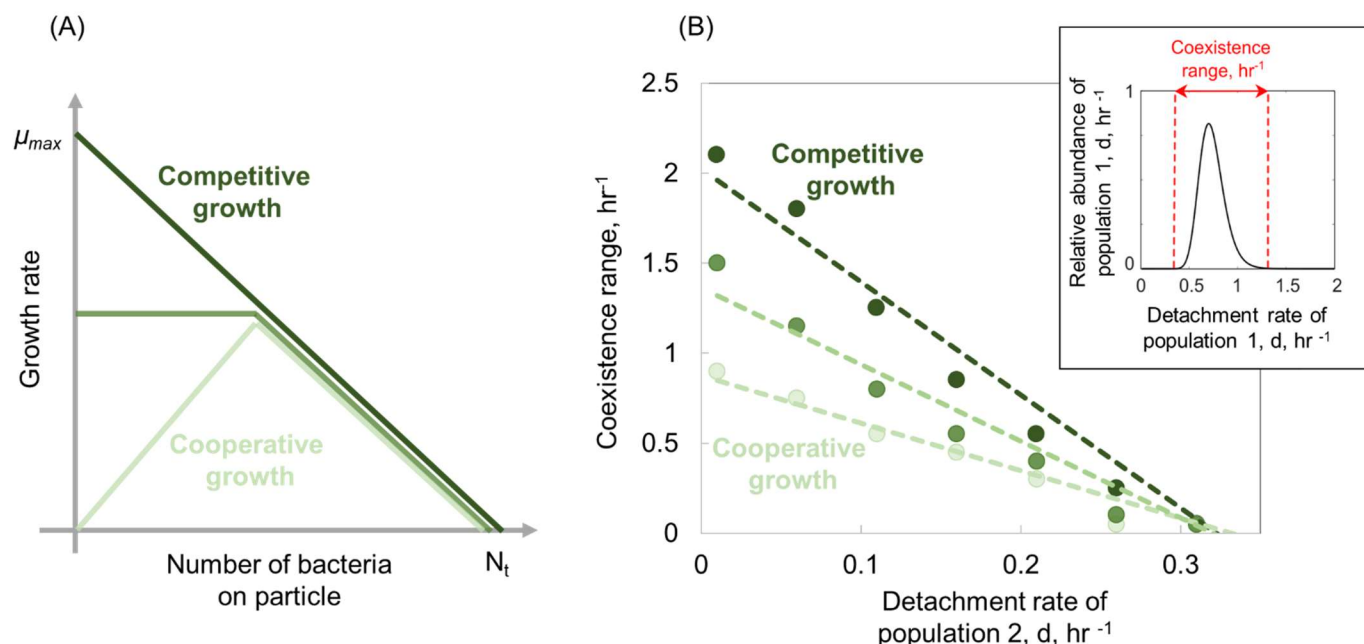 (A)
μmax
Growth rate
Competitive
growth
Cooperative
growth
Number of bacteria
on particle
Nt
(B)
Coexistence range, hr-1
2.5
2
1.5
1
0.5
0
Competitive
growth
Cooperative
growth
0
0.1
0.2
0.3
Detachment rate of
population 2, d, hr -1
Coexistence
range, hr-1
Relative abundance of
population 1, d, hr -1
1
0
0
0.5
1
1.5
2
Detachment rate of
population 1, d, hr -1